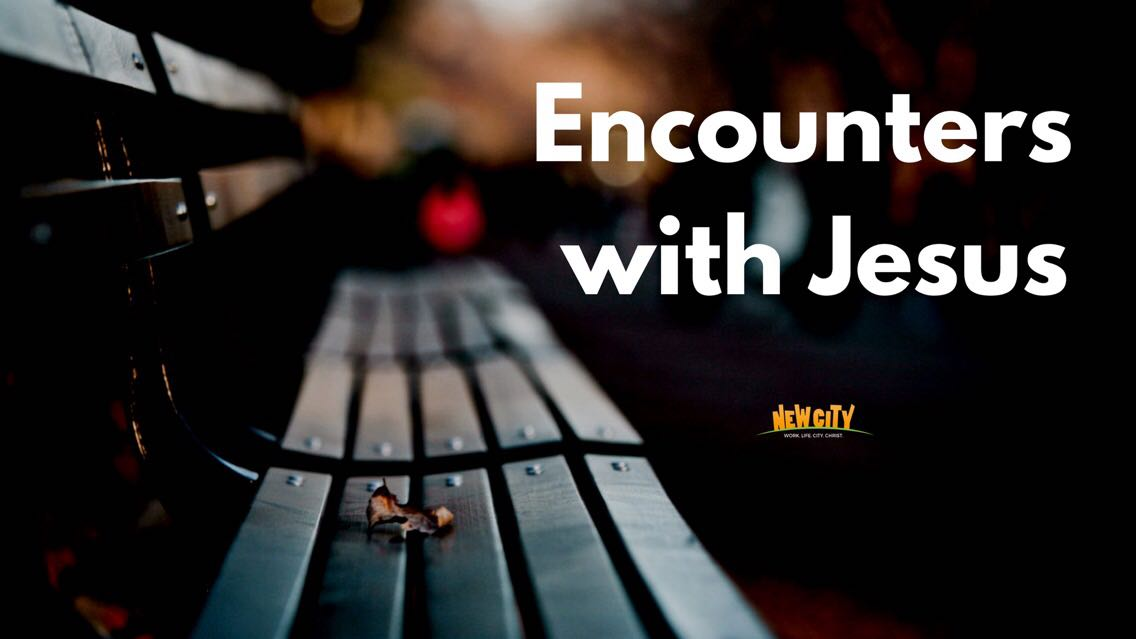 Encounters
with Jesus
NEW CITY
WORK. LIFE. CITY. CHRIST.